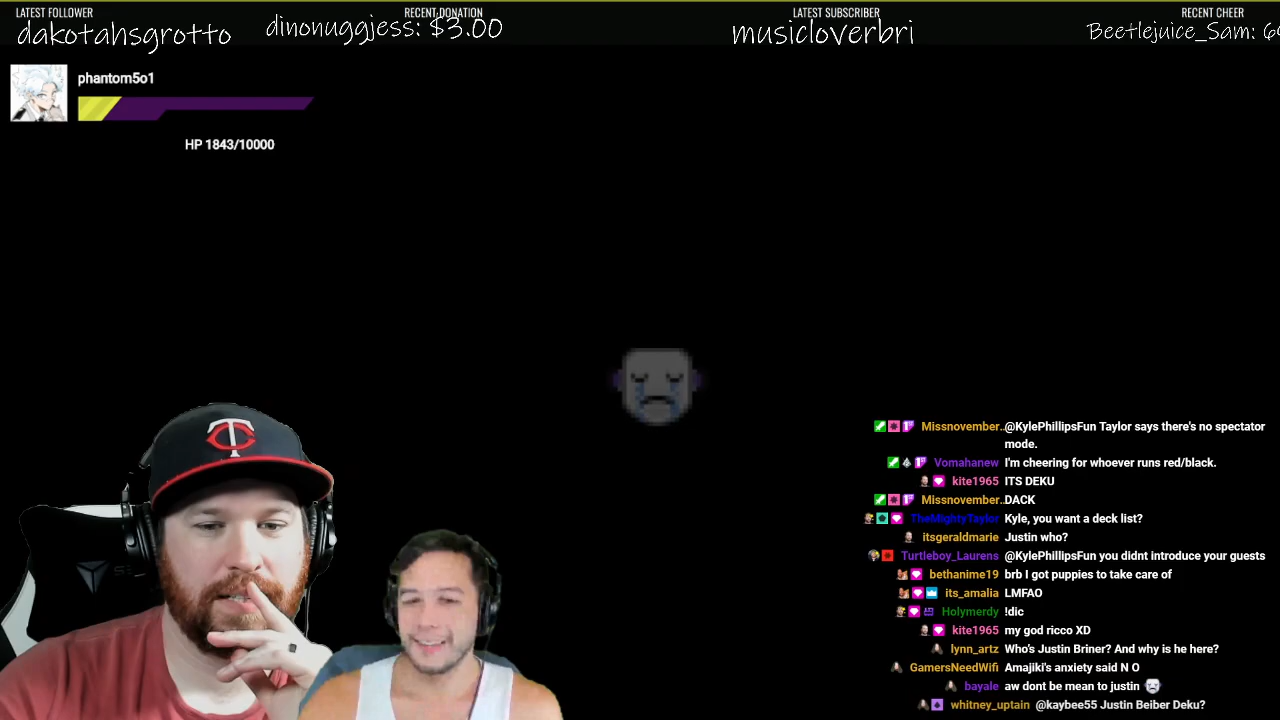 LATEST FOLLOWER
dakotahsgrotto
RECENT DONATION
dinonuggjess: $3.00
LATEST SUBSCRIBER
musicloverbri
RECENT CHEER
Beetlejuice_Sam:
phantom5o1
HP 1843/10000
TC
Missnovember.. @KylePhillipsFun Taylor says there's no spectator
mode.
Vomahanew I'm cheering for whoever runs red/black.
kite1965 ITS DEKU
Missnovember.. DACK
TheMightyTaylor Kyle, you want a deck list?
itsgeraldmarie Justin who?
Turtleboy_Laurens @KylePhillipsFun you didnt introduce your guests
bethanime19 brb I got puppies to take care of
its_amalia LMFAO
Holymerdy !dic
kite1965 my god ricco XD
lynn_artz Who's Justin Briner? And why is he here?
GamersNeedWifi Amajiki's anxiety said N O
bayale aw dont be mean to justin
whitney_uptain @kaybee55 Justin Beiber Deku?